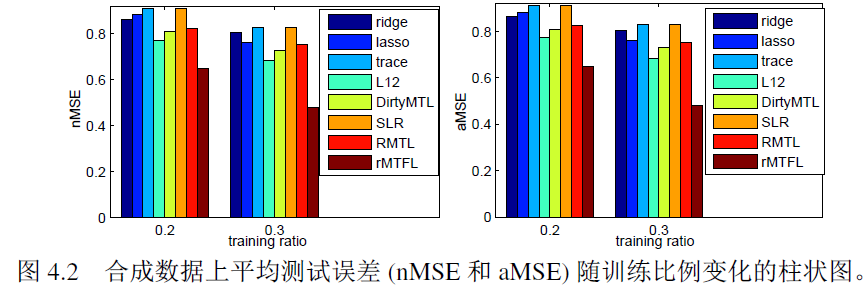 0.8
0.6
0.4
0.2
0
nMSE
0.2
0.3
training ratio
ridge
lasso
trace
L12
DirtyMTL
SLR
RMTL
rMTFL
0.8
0.6
0.4
0.2
0
aMSE
0.2
0.3
training ratio
ridge
lasso
trace
L12
DirtyMTL
SLR
RMTL
rMTFL
图 4.2 合成数据上平均测试误差 (nMSE 和 aMSE) 随训练比例变化的柱状图。